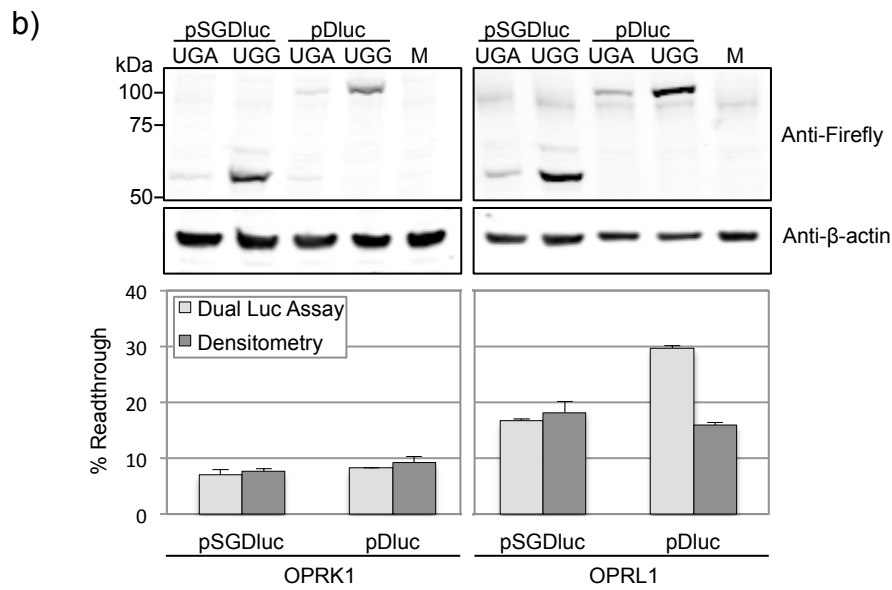 b)
pSGDluc pDluc pSGDluc pDluc
kDa UGA UGG UGA UGG M UGA UGG UGA UGG M
100
75
50
Anti-Firefly
Anti-β-actin
% Readthrough
40
30
20
10
0
Dual Luc Assay
Densitometry
pSGDluc pDluc pSGDluc pDluc
OPRK1 OPRL1